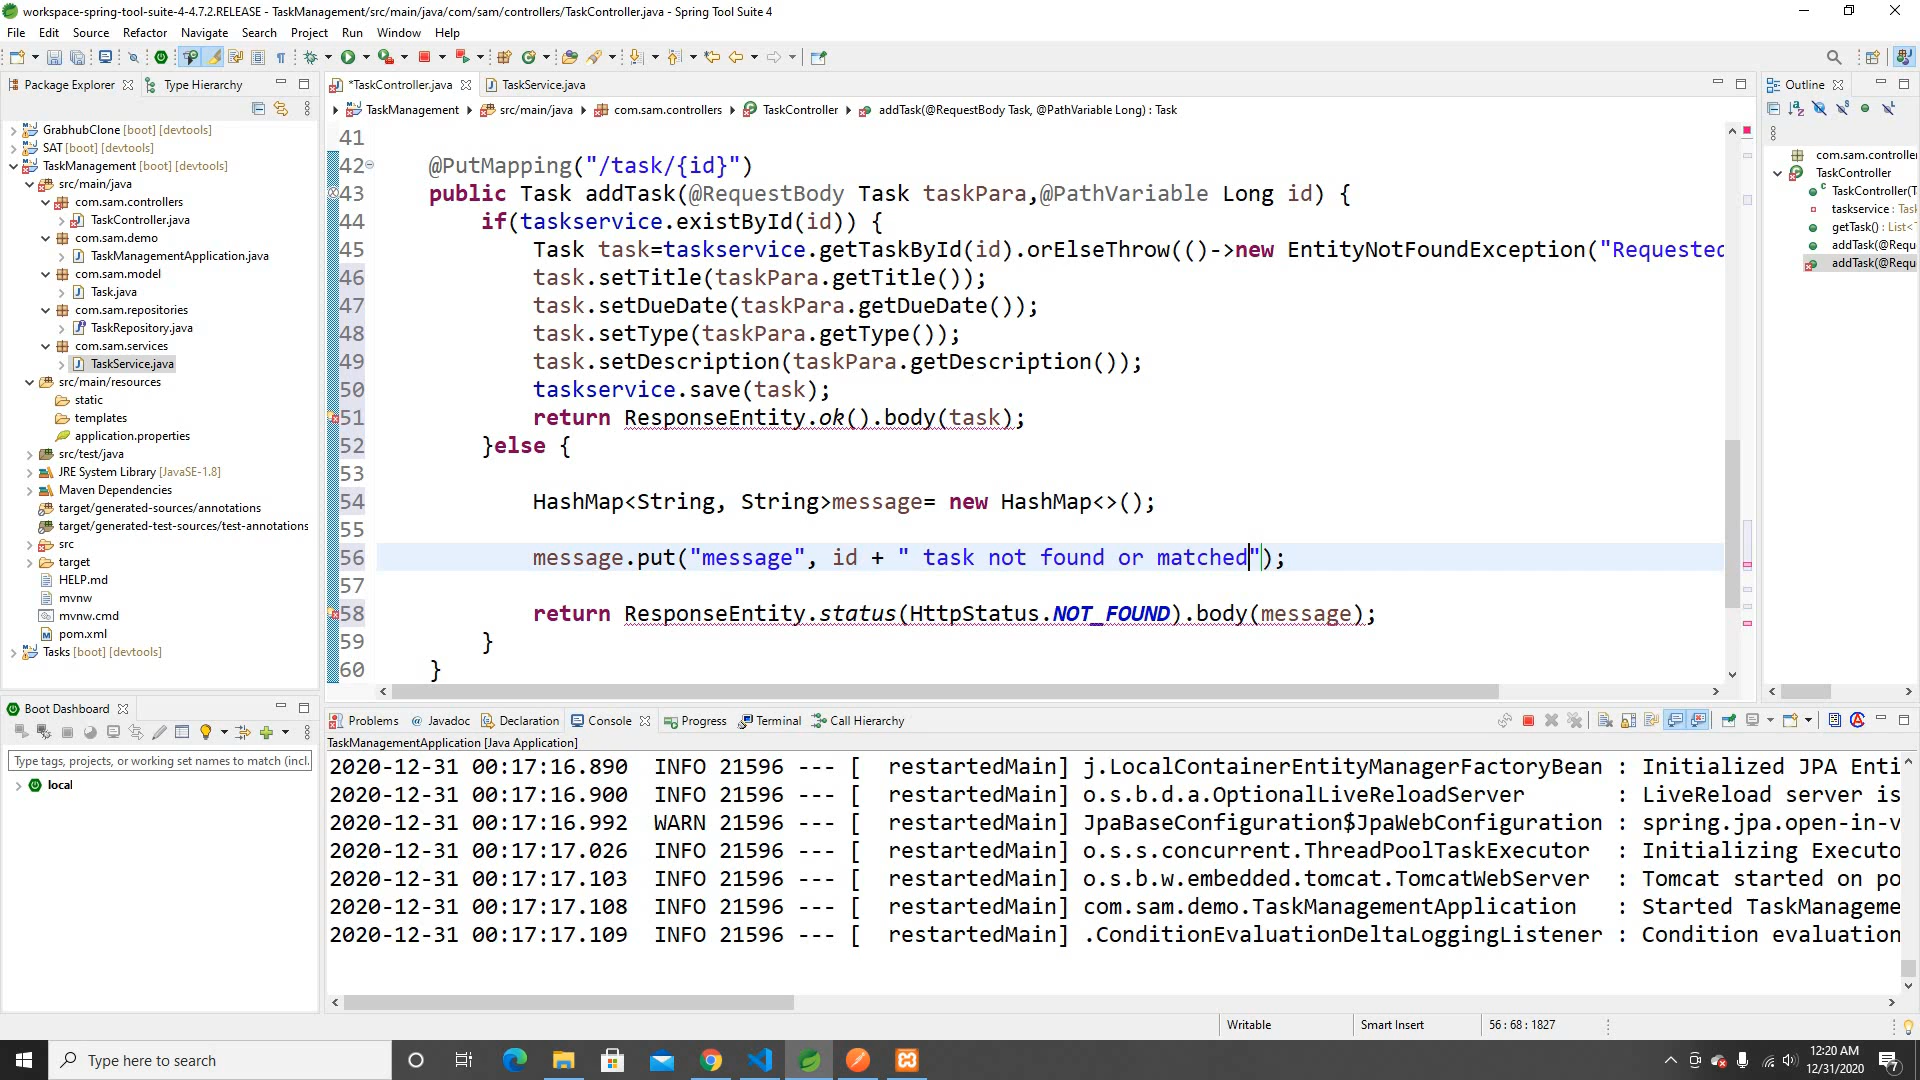 workspace-spring-tool-suite-4-4.7.2.RELEASE - TaskManagement/src/main/java/com/sam/controllers/TaskController.java - Spring Tool Suite 4
File Edit Source Refactor Navigate Search Project Run Window Help
Package Explorer Type Hierarchy
*TaskController.java TaskService.java
Outline
TaskManagement src/main/java com.sam.controllers TaskController addTask(@RequestBody Task, @PathVariable Long) : Task
GrabhubClone [boot] [devtools]
SAT [boot] [devtools]
TaskManagement [boot] [devtools]
src/main/java
com.sam.controllers
TaskController.java
com.sam.demo
TaskManagementApplication.java
com.sam.model
Task.java
com.sam.repositories
TaskRepository.java
com.sam.services
TaskService.java
src/main/resources
static
templates
application.properties
src/test/java
JRE System Library [JavaSE-1.8]
Maven Dependencies
target/generated-sources/annotations
target/generated-test-sources/test-annotations
src
target
HELP.md
mvnw
mvnw.cmd
pom.xml
Tasks [boot] [devtools]
41
42 @PutMapping("/task/{id}")
43 public Task addTask(@RequestBody Task taskPara,@PathVariable Long id) {
44 if(taskservice.existById(id)) {
45 Task task=taskservice.getTaskById(id).orElseThrow(()->new EntityNotFoundException("Requested
46 task.setTitle(taskPara.getTitle());
47 task.setDueDate(taskPara.getDueDate());
48 task.setType(taskPara.getType());
49 task.setDescription(taskPara.getDescription());
50 taskservice.save(task);
51 return ResponseEntity.ok().body(task);
52 }else {
53
54 HashMap<String, String>message= new HashMap<>();
55
56 message.put("message", id + " task not found or matched");
57
58 return ResponseEntity.status(HttpStatus.NOT_FOUND).body(message);
59 }
60 }
com.sam.controller
TaskController
TaskController(T
taskservice : Task
getTask() : List<
addTask(@Requ
addTask(@Requ
Boot Dashboard
Type tags, projects, or working set names to match (incl.
local
Problems Javadoc Declaration Console Progress Terminal Call Hierarchy
TaskManagementApplication [Java Application]
2020-12-31 00:17:16.890 INFO 21596 --- [ restartedMain] j.LocalContainerEntityManagerFactoryBean : Initialized JPA Enti
2020-12-31 00:17:16.900 INFO 21596 --- [ restartedMain] o.s.b.d.a.OptionalLiveReloadServer : LiveReload server is
2020-12-31 00:17:16.992 WARN 21596 --- [ restartedMain] JpaBaseConfiguration$JpaWebConfiguration : spring.jpa.open-in-v
2020-12-31 00:17:17.026 INFO 21596 --- [ restartedMain] o.s.s.concurrent.ThreadPoolTaskExecutor : Initializing Executo
2020-12-31 00:17:17.103 INFO 21596 --- [ restartedMain] o.s.b.w.embedded.tomcat.TomcatWebServer : Tomcat started on po
2020-12-31 00:17:17.108 INFO 21596 --- [ restartedMain] com.sam.demo.TaskManagementApplication : Started TaskManageme
2020-12-31 00:17:17.109 INFO 21596 --- [ restartedMain] .ConditionEvaluationDeltaLoggingListener : Condition evaluation
Writable Smart Insert 56 : 68 : 1827
Type here to search
12:20 AM
12/31/2020
7